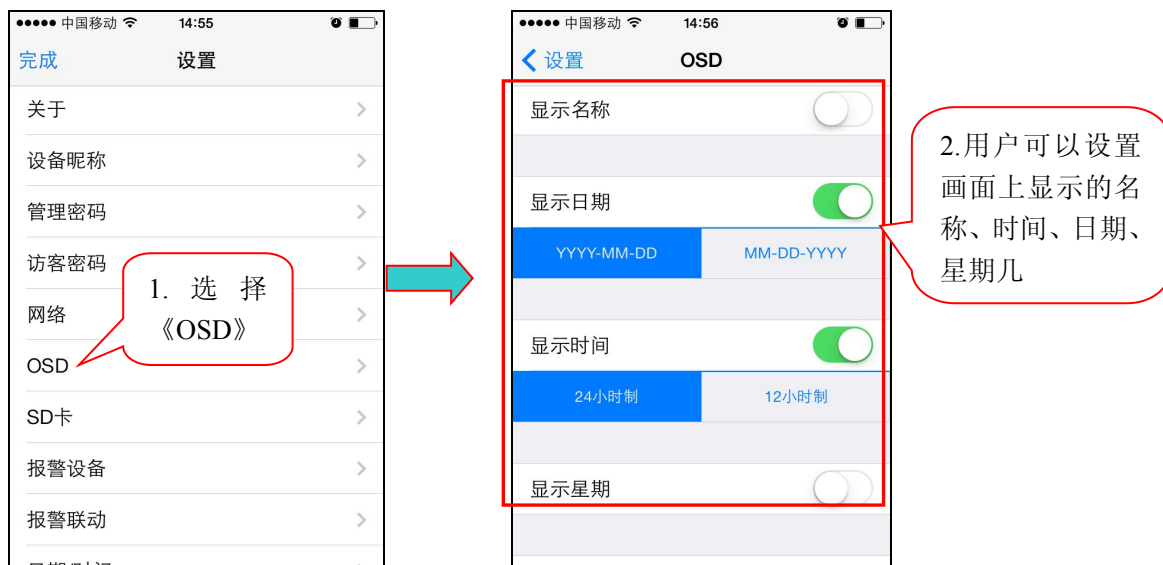 中国移动 14:55
完成 设置
关于
设备昵称
管理密码
访客密码
网络
OSD
SD卡
报警设备
报警联动
1. 选 择
《OSD》
中国移动 14:56
设置 OSD
显示名称
显示日期
YYYY-MM-DD MM-DD-YYYY
显示时间
24小时制 12小时制
显示星期
2.用户可以设置
画面上显示的名
称、时间、日期、
星期几